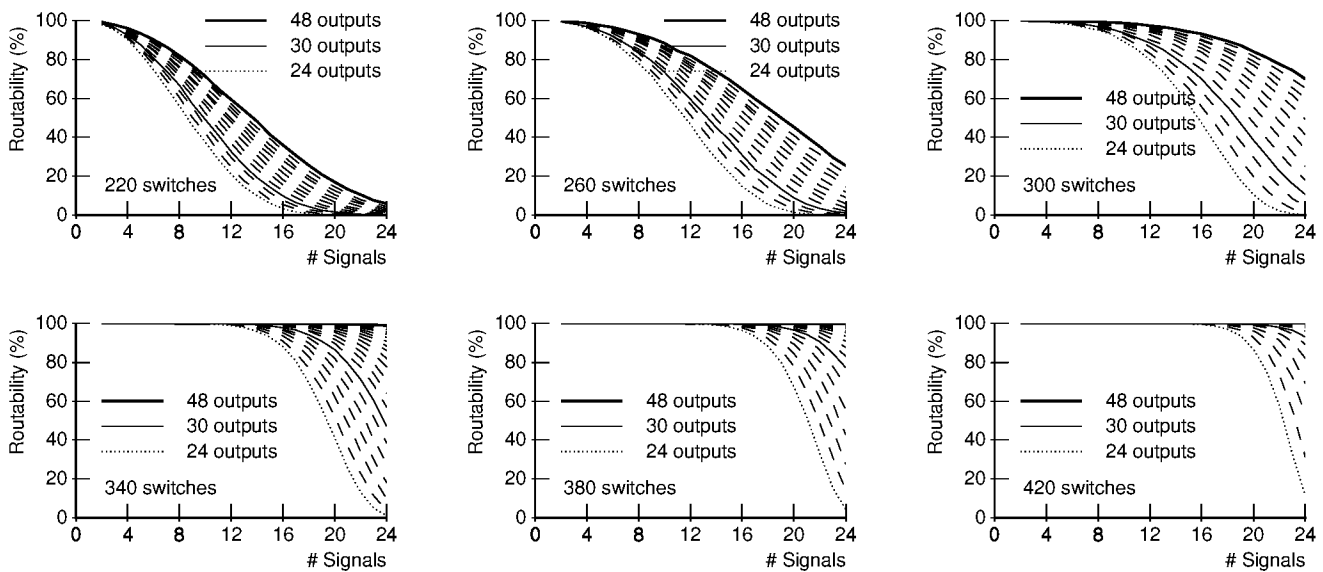 100
80
60
40
20
0
Routability (%)
48 outputs
30 outputs
24 outputs
220 switches
0 4 8 12 16 20 24
# Signals
100
80
60
40
20
0
Routability (%)
48 outputs
30 outputs
24 outputs
260 switches
0 4 8 12 16 20 24
# Signals
100
80
60
40
20
0
Routability (%)
48 outputs
30 outputs
24 outputs
300 switches
0 4 8 12 16 20 24
# Signals
100
80
60
40
20
0
Routability (%)
48 outputs
30 outputs
24 outputs
340 switches
0 4 8 12 16 20 24
# Signals
100
80
60
40
20
0
Routability (%)
48 outputs
30 outputs
24 outputs
380 switches
0 4 8 12 16 20 24
# Signals
100
80
60
40
20
0
Routability (%)
48 outputs
30 outputs
24 outputs
420 switches
0 4 8 12 16 20 24
# Signals